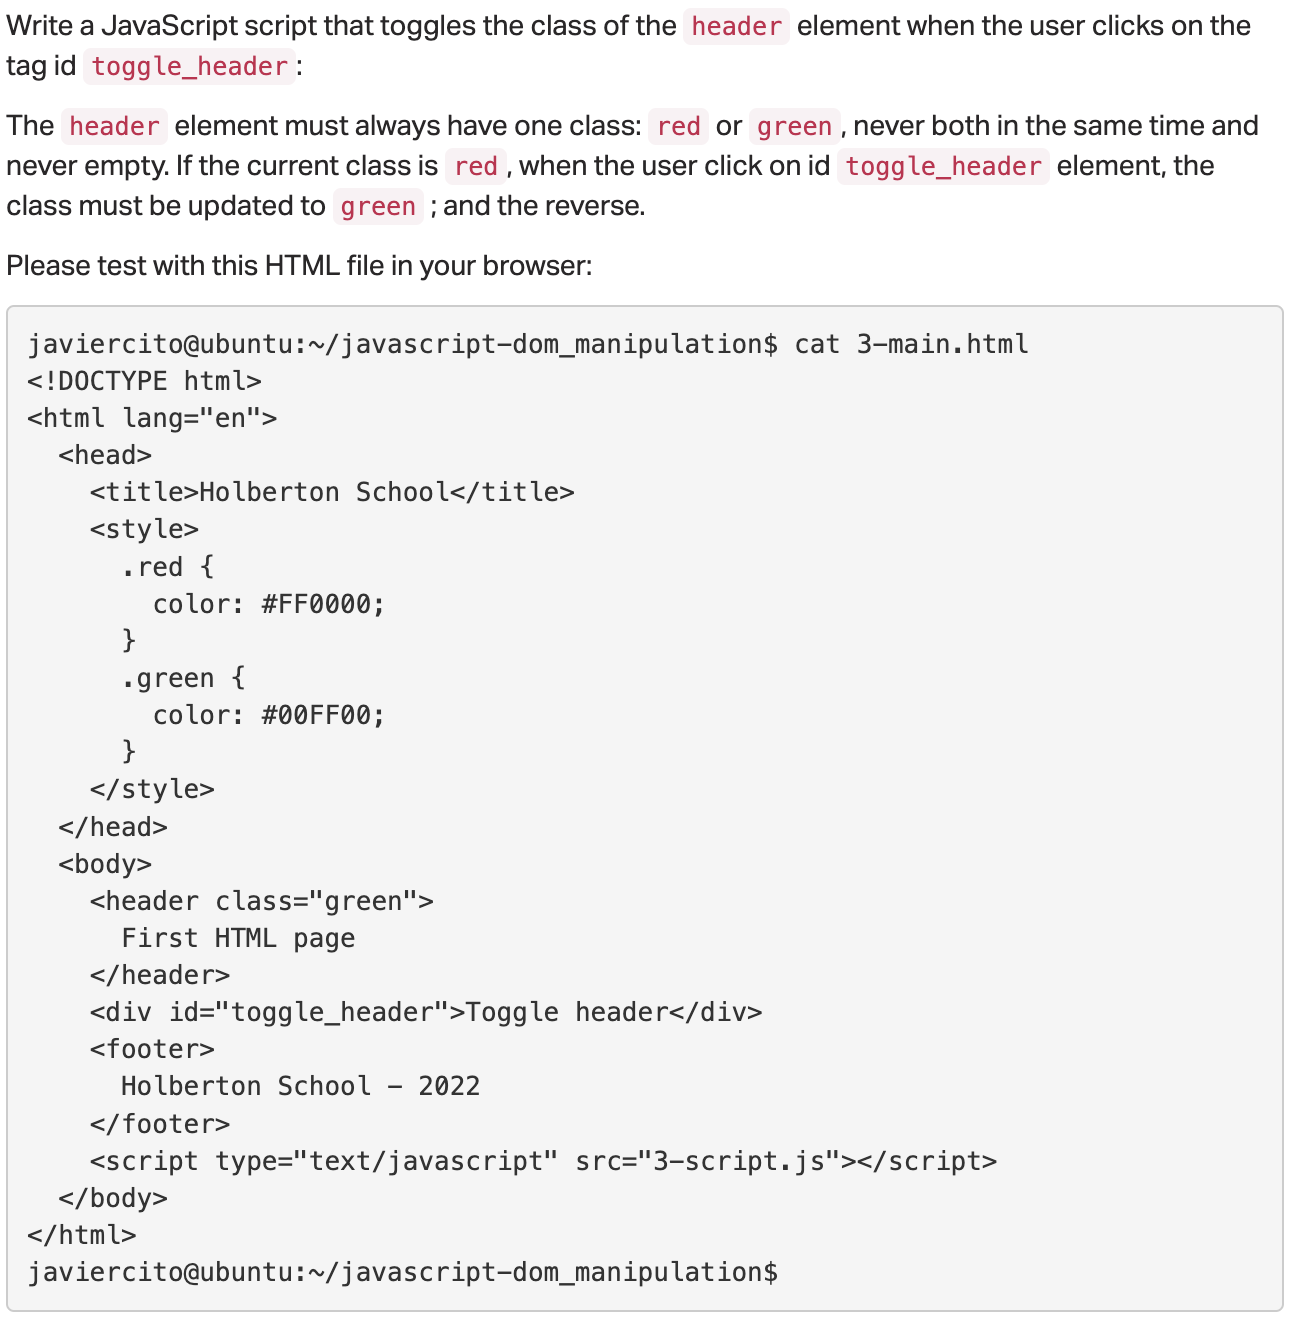 Write a JavaScript script that toggles the class of the header element when the user clicks on the
tag id toggle_header :
The header element must always have one class: red or green , never both in the same time and
never empty. If the current class is red , when the user click on id toggle_header element, the
class must be updated to green ; and the reverse.
Please test with this HTML file in your browser:
javiercito@ubuntu:~/javascript-dom_manipulation$ cat 3-main.html
<!DOCTYPE html>
<html lang="en">
  <head>
    <title>Holberton School</title>
    <style>
      .red {
        color: #FF0000;
      }
      .green {
        color: #00FF00;
      }
    </style>
  </head>
  <body>
    <header class="green">
      First HTML page
    </header>
    <div id="toggle_header">Toggle header</div>
    <footer>
      Holberton School - 2022
    </footer>
    <script type="text/javascript" src="3-script.js"></script>
  </body>
</html>
javiercito@ubuntu:~/javascript-dom_manipulation$